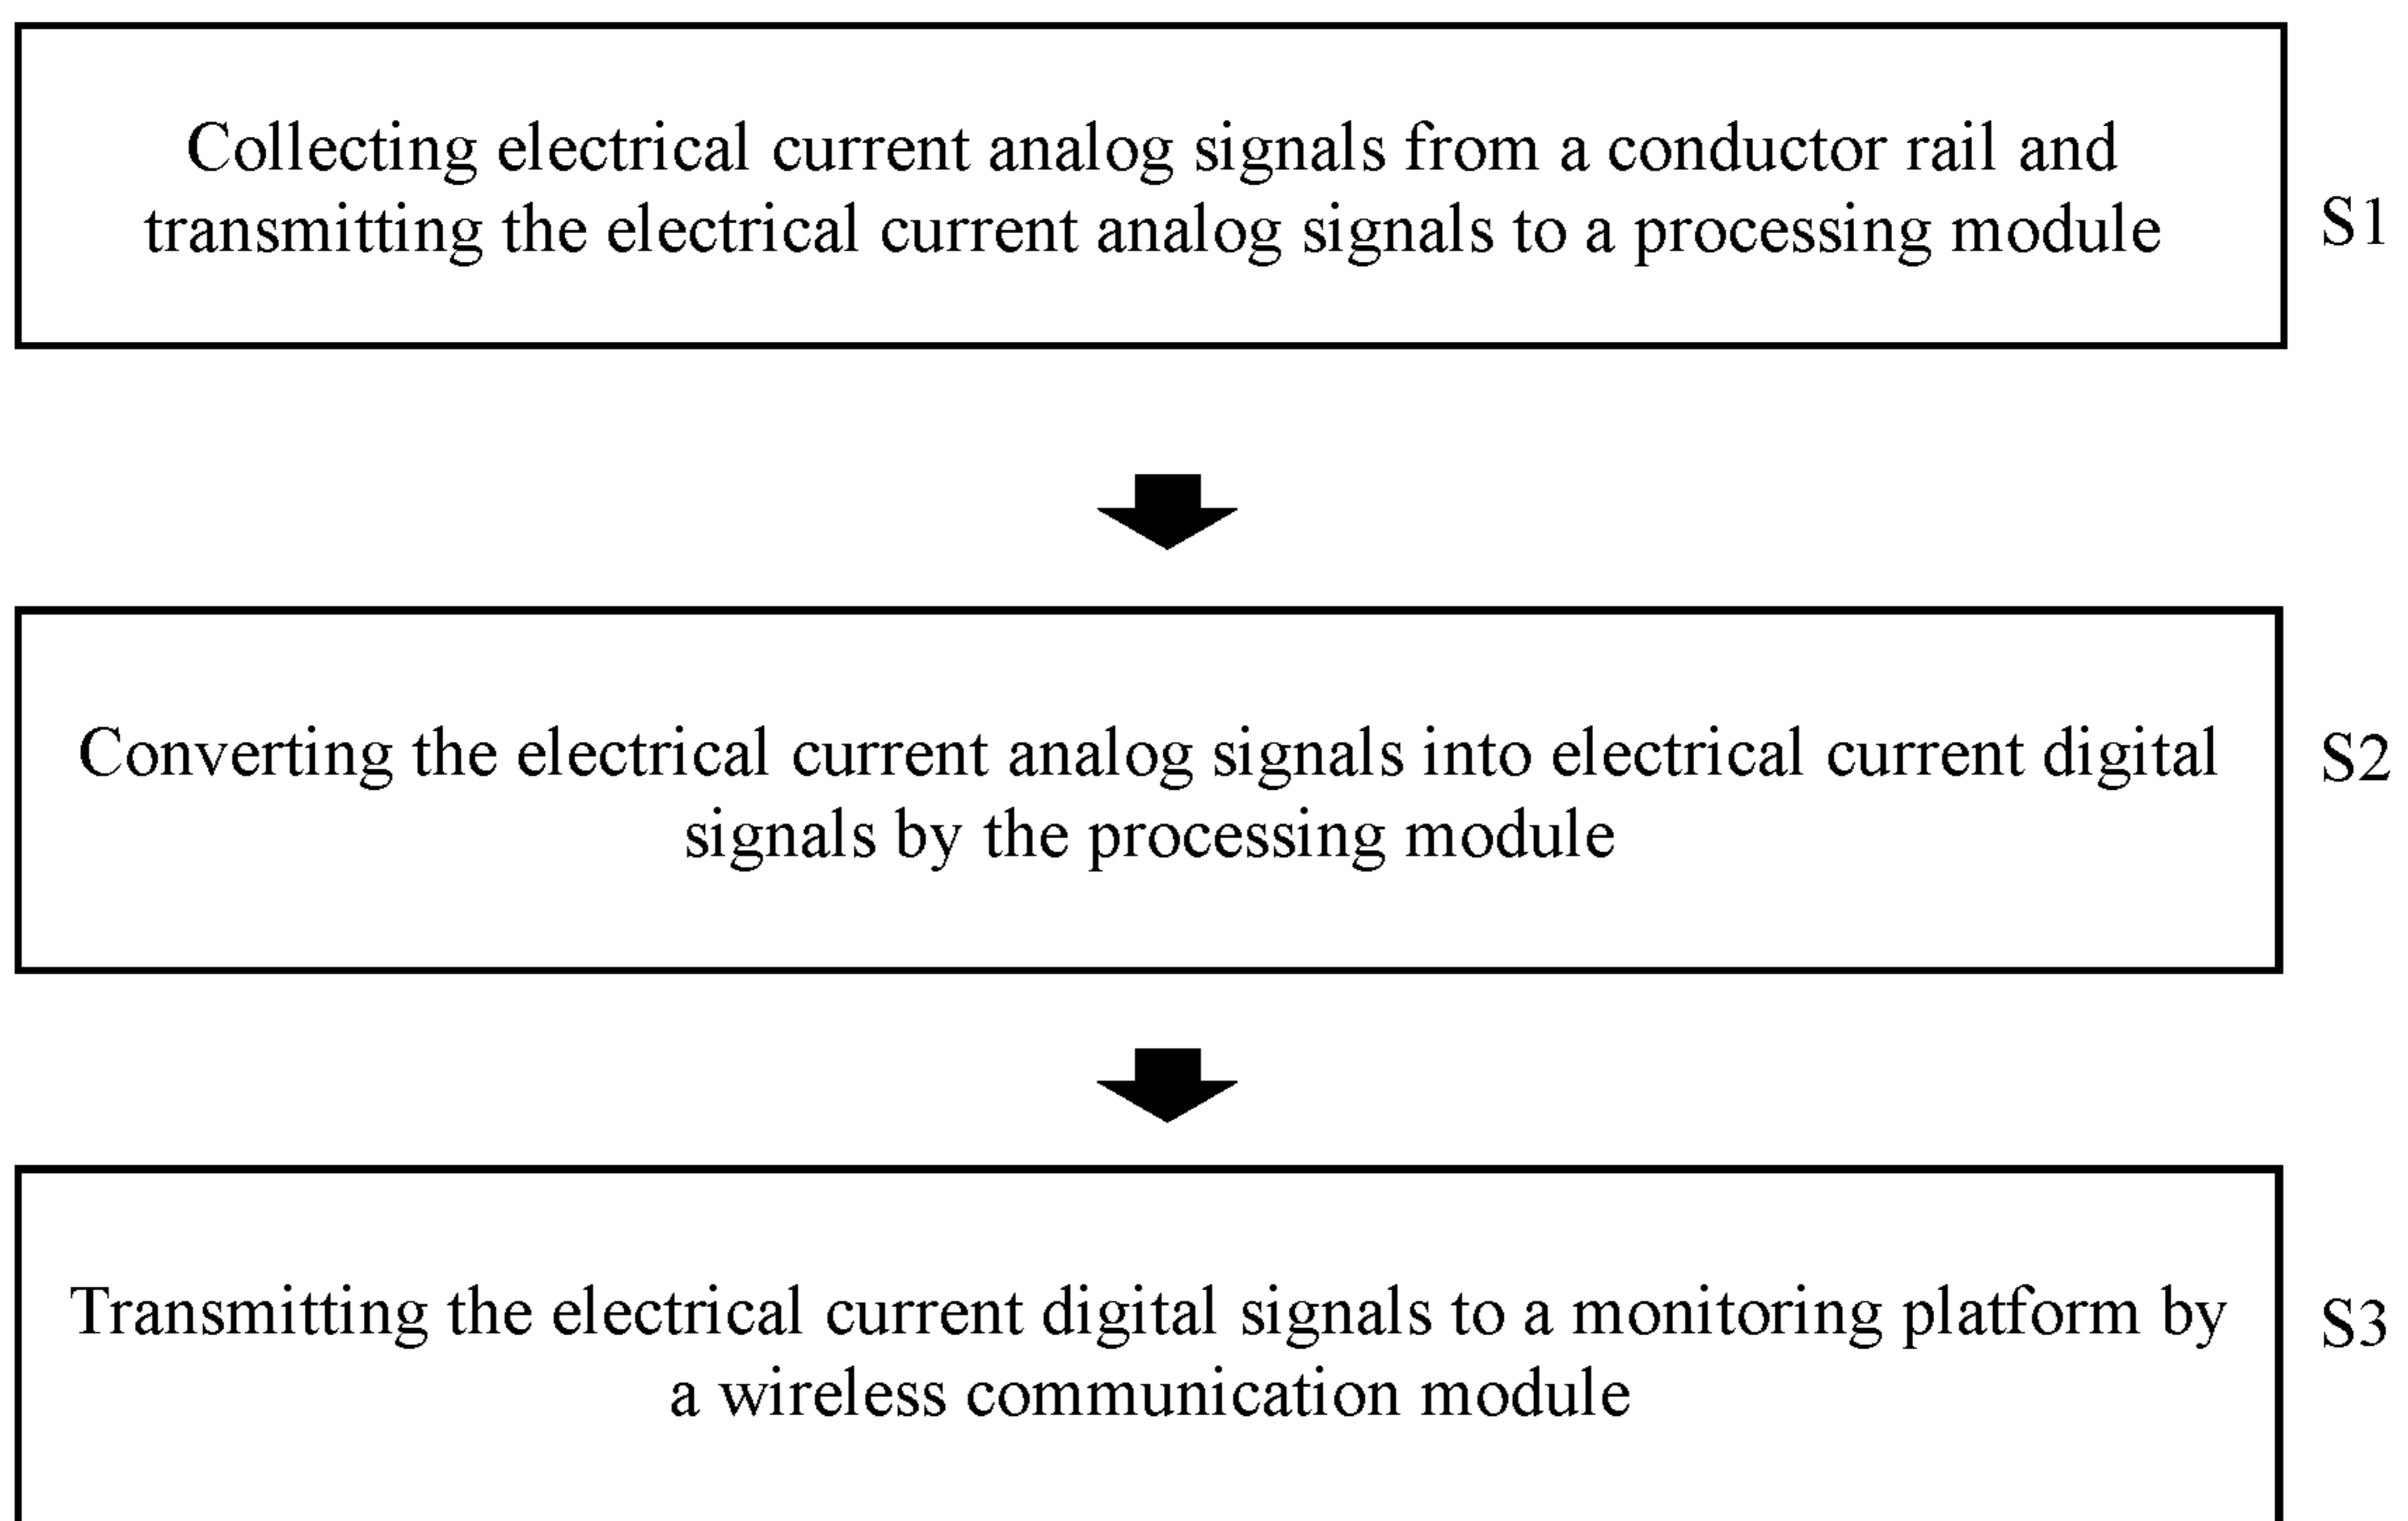 Collecting electrical current analog signals from a conductor rail and
transmitting the electrical current analog signals to a processing module
S1
Converting the electrical current analog signals into electrical current digital
signals by the processing module
S2
Transmitting the electrical current digital signals to a monitoring platform by
a wireless communication module
S3